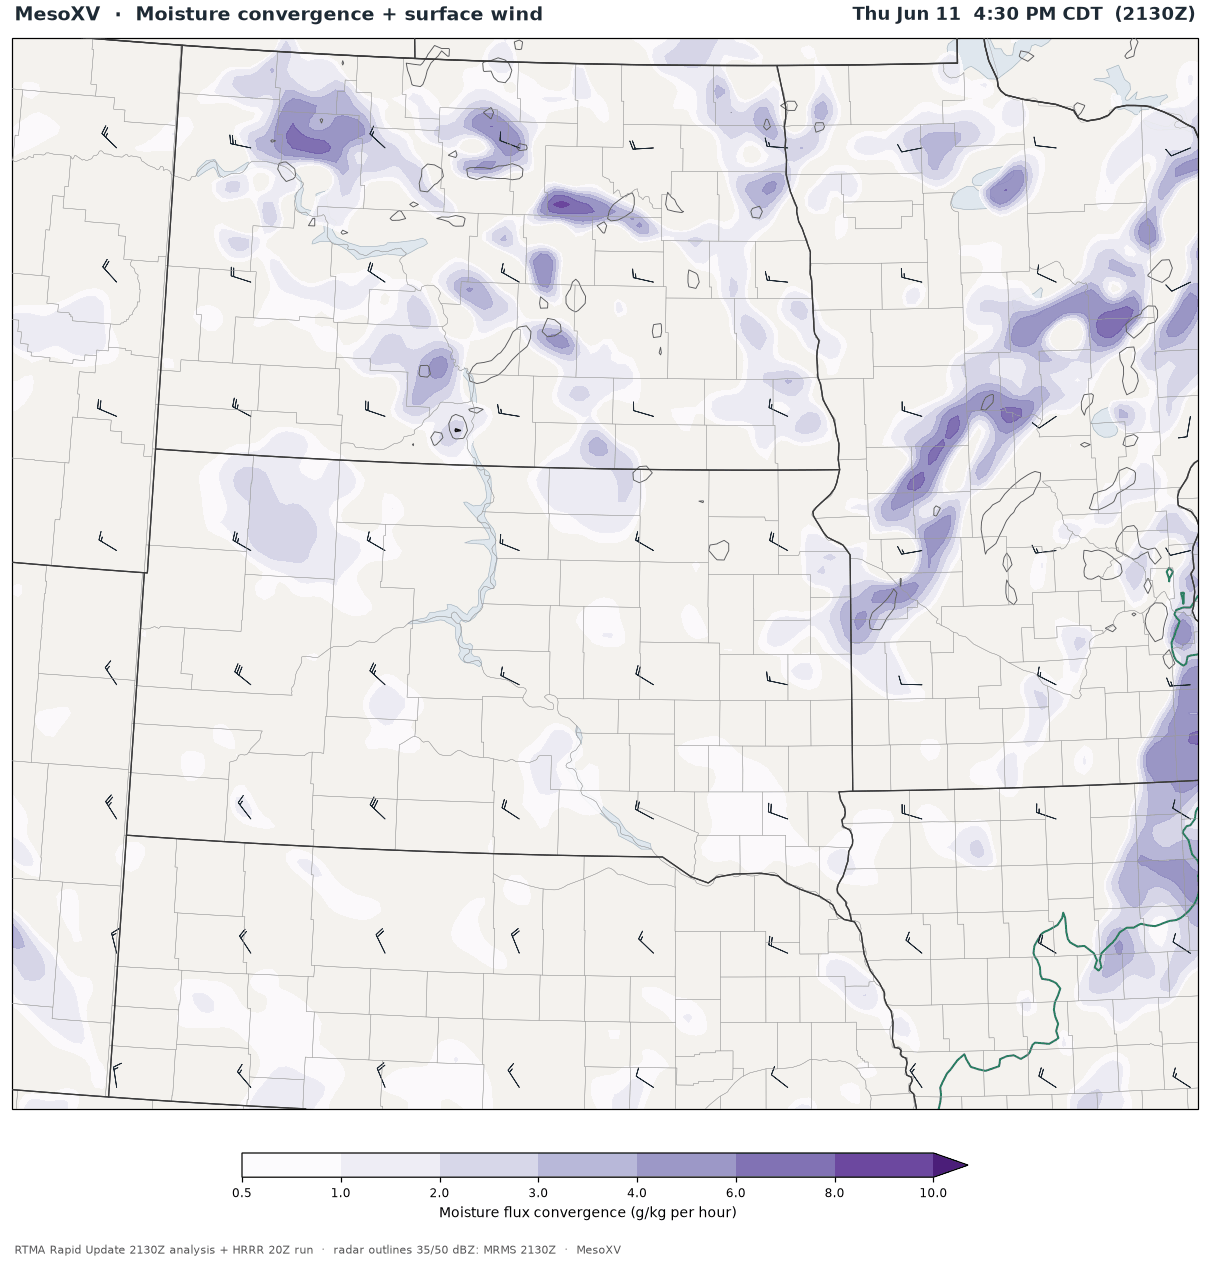 MesoXV · Moisture convergence + surface wind
Thu Jun 11 4:30 PM CDT (2130Z)
0.5 1.0 2.0 3.0 4.0 6.0 8.0 10.0
Moisture flux convergence (g/kg per hour)
RTMA Rapid Update 2130Z analysis + HRRR 20Z run · radar outlines 35/50 dBZ: MRMS 2130Z · MesoXV